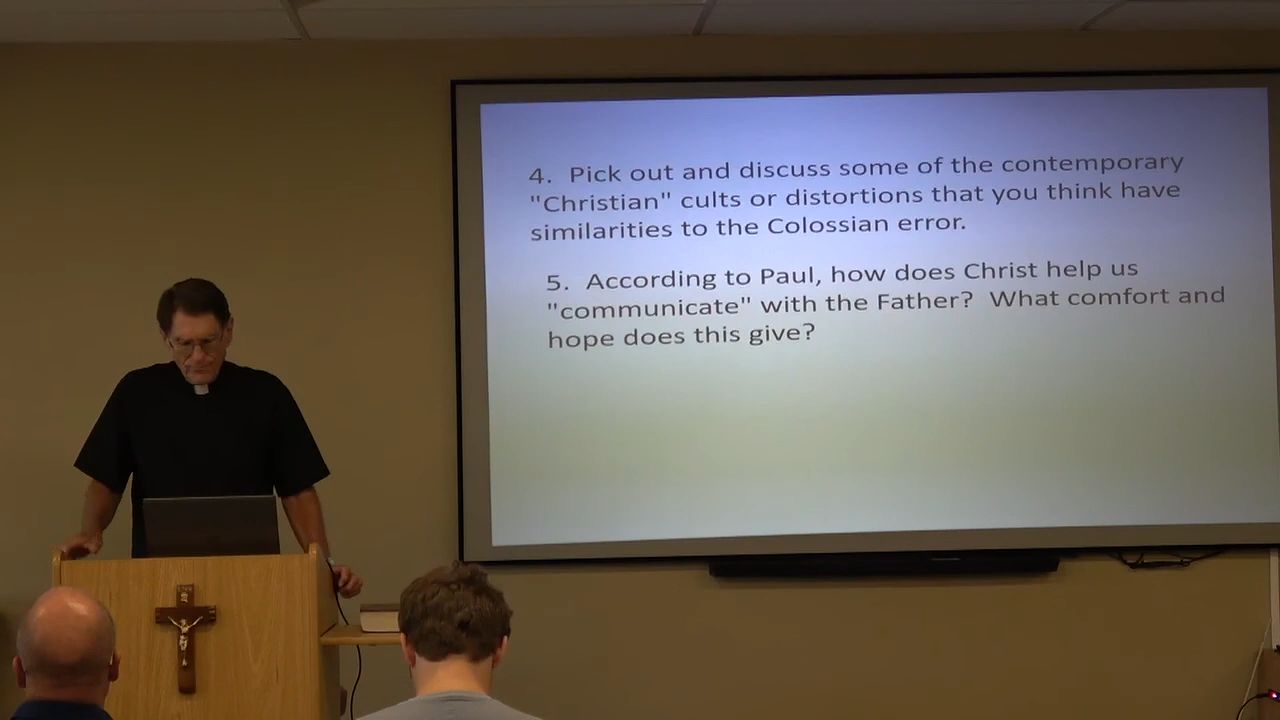 4. Pick out and discuss some of the contemporary
"Christian" cults or distortions that you think have
similarities to the Colossian error.
5. According to Paul, how does Christ help us
"communicate" with the Father? What comfort and
hope does this give?